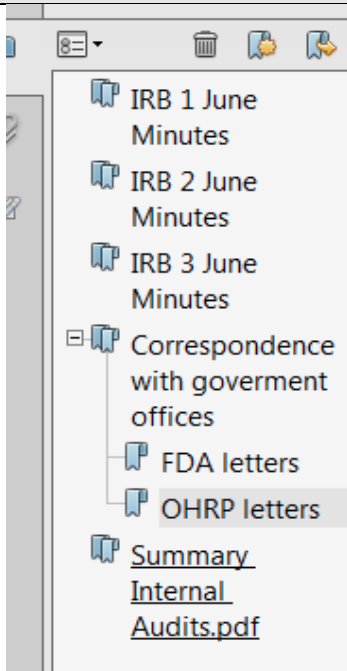 IRB 1 June
Minutes
IRB 2 June
Minutes
IRB 3 June
Minutes
Correspondence
with goverment
offices
FDA letters
OHRP letters
Summary
Internal
Audits.pdf